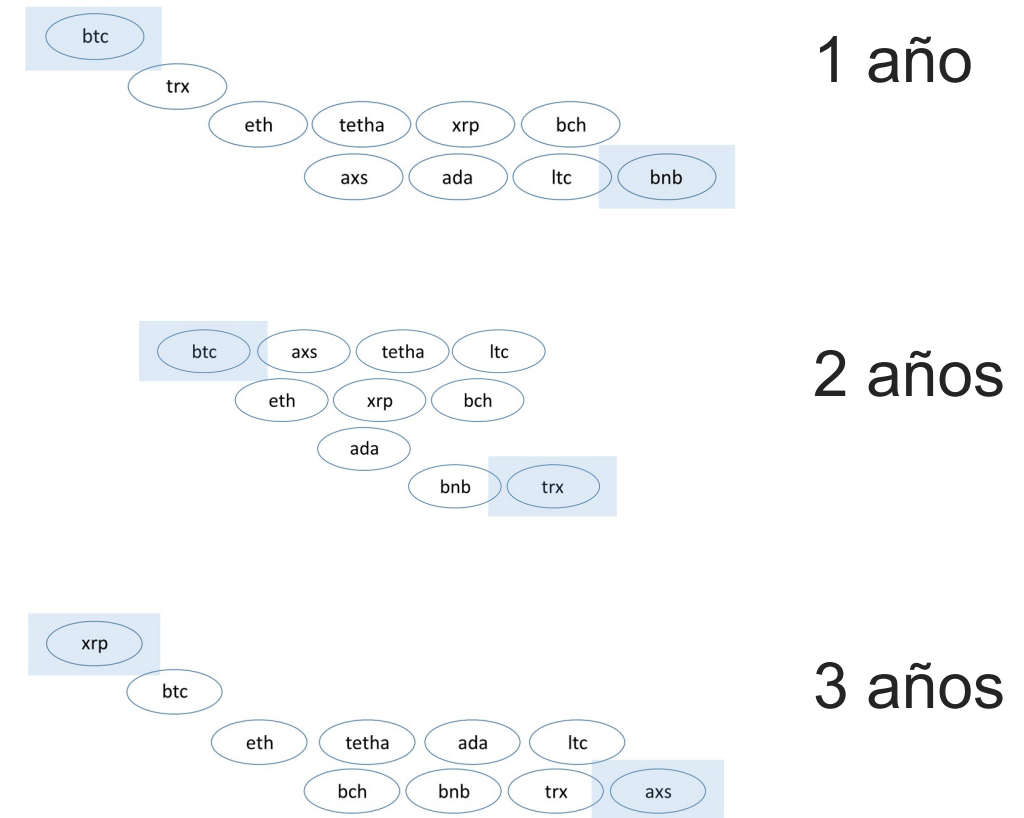 btc
1 año
trx
eth tetha xrp bch
axs ada ltc bnb
btc axs tetha ltc
2 años
eth xrp bch
ada
bnb trx
xrp
3 años
btc
eth tetha ada ltc
bch bnb trx axs